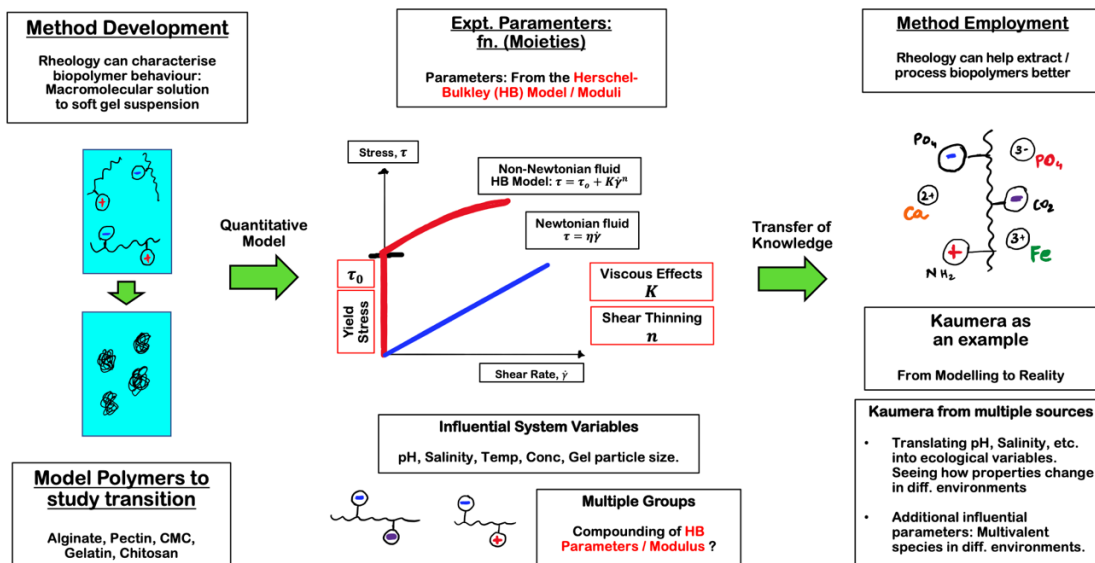 Method Development
Rheology can characterise
biopolymer behaviour:
Macromolecular solution
to soft gel suspension
−
+
−
+
Model Polymers to
study transition
Alginate, Pectin, CMC,
Gelatin, Chitosan
Quantitative
Model
Expt. Paramenters:
fn. (Moieties)
Parameters: From the Herschel-
Bulkley (HB) Model / Moduli
Stress, τ
Non-Newtonian fluid
HB Model: τ = τₒ + Kγ̇ⁿ
Newtonian fluid
τ = ηγ̇
τ₀
Yield
Stress
Viscous Effects
K
Shear Thinning
n
Shear Rate, γ̇
Influential System Variables
pH, Salinity, Temp, Conc, Gel particle size.
−
−
−
+
Multiple Groups
Compounding of HB
Parameters / Modulus ?
Transfer of
Knowledge
Method Employment
Rheology can help extract /
process biopolymers better
PO₄
−
3−
PO₄
2+
Ca
−
CO₂
+
NH₂
3+
Fe
Kaumera as
an example
From Modelling to Reality
Kaumera from multiple sources
• Translating pH, Salinity, etc.
into ecological variables.
Seeing how properties change
in diff. environments
• Additional influential
parameters: Multivalent
species in diff. environments.